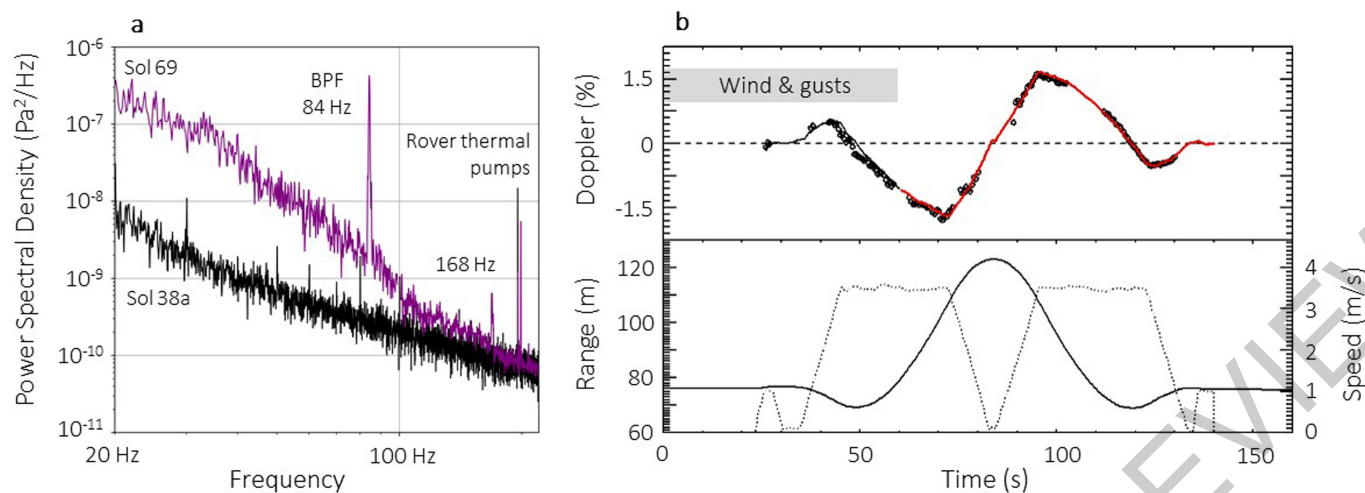 a
Power Spectral Density (Pa²/Hz)
10⁻⁶
10⁻⁷
10⁻⁸
10⁻⁹
10⁻¹⁰
10⁻¹¹
Sol 69
BPF
84 Hz
Rover thermal
pumps
168 Hz
Sol 38a
20 Hz
100 Hz
Frequency
b
Doppler (%)
1.5
0
-1.5
Wind & gusts
Range (m)
120
100
80
60
4
3
2
1
0
Speed (m/s)
0
50
100
150
Time (s)